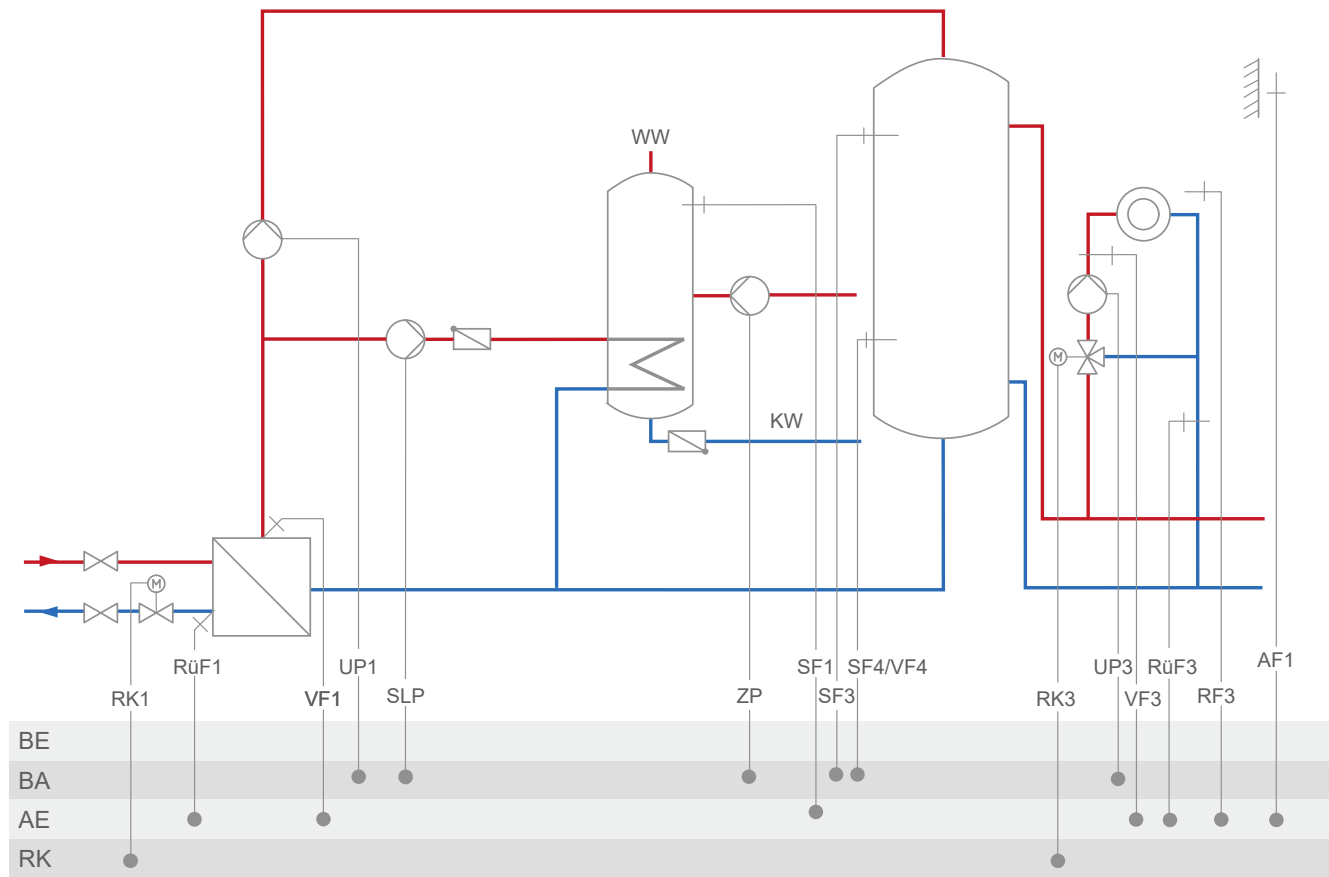 WW
M
KW
M
RüF1
UP1
SF1
SF4/VF4
UP3
RüF3
AF1
RK1
VF1
SLP
ZP
SF3
RK3
VF3
RF3
BE
BA
AE
RK